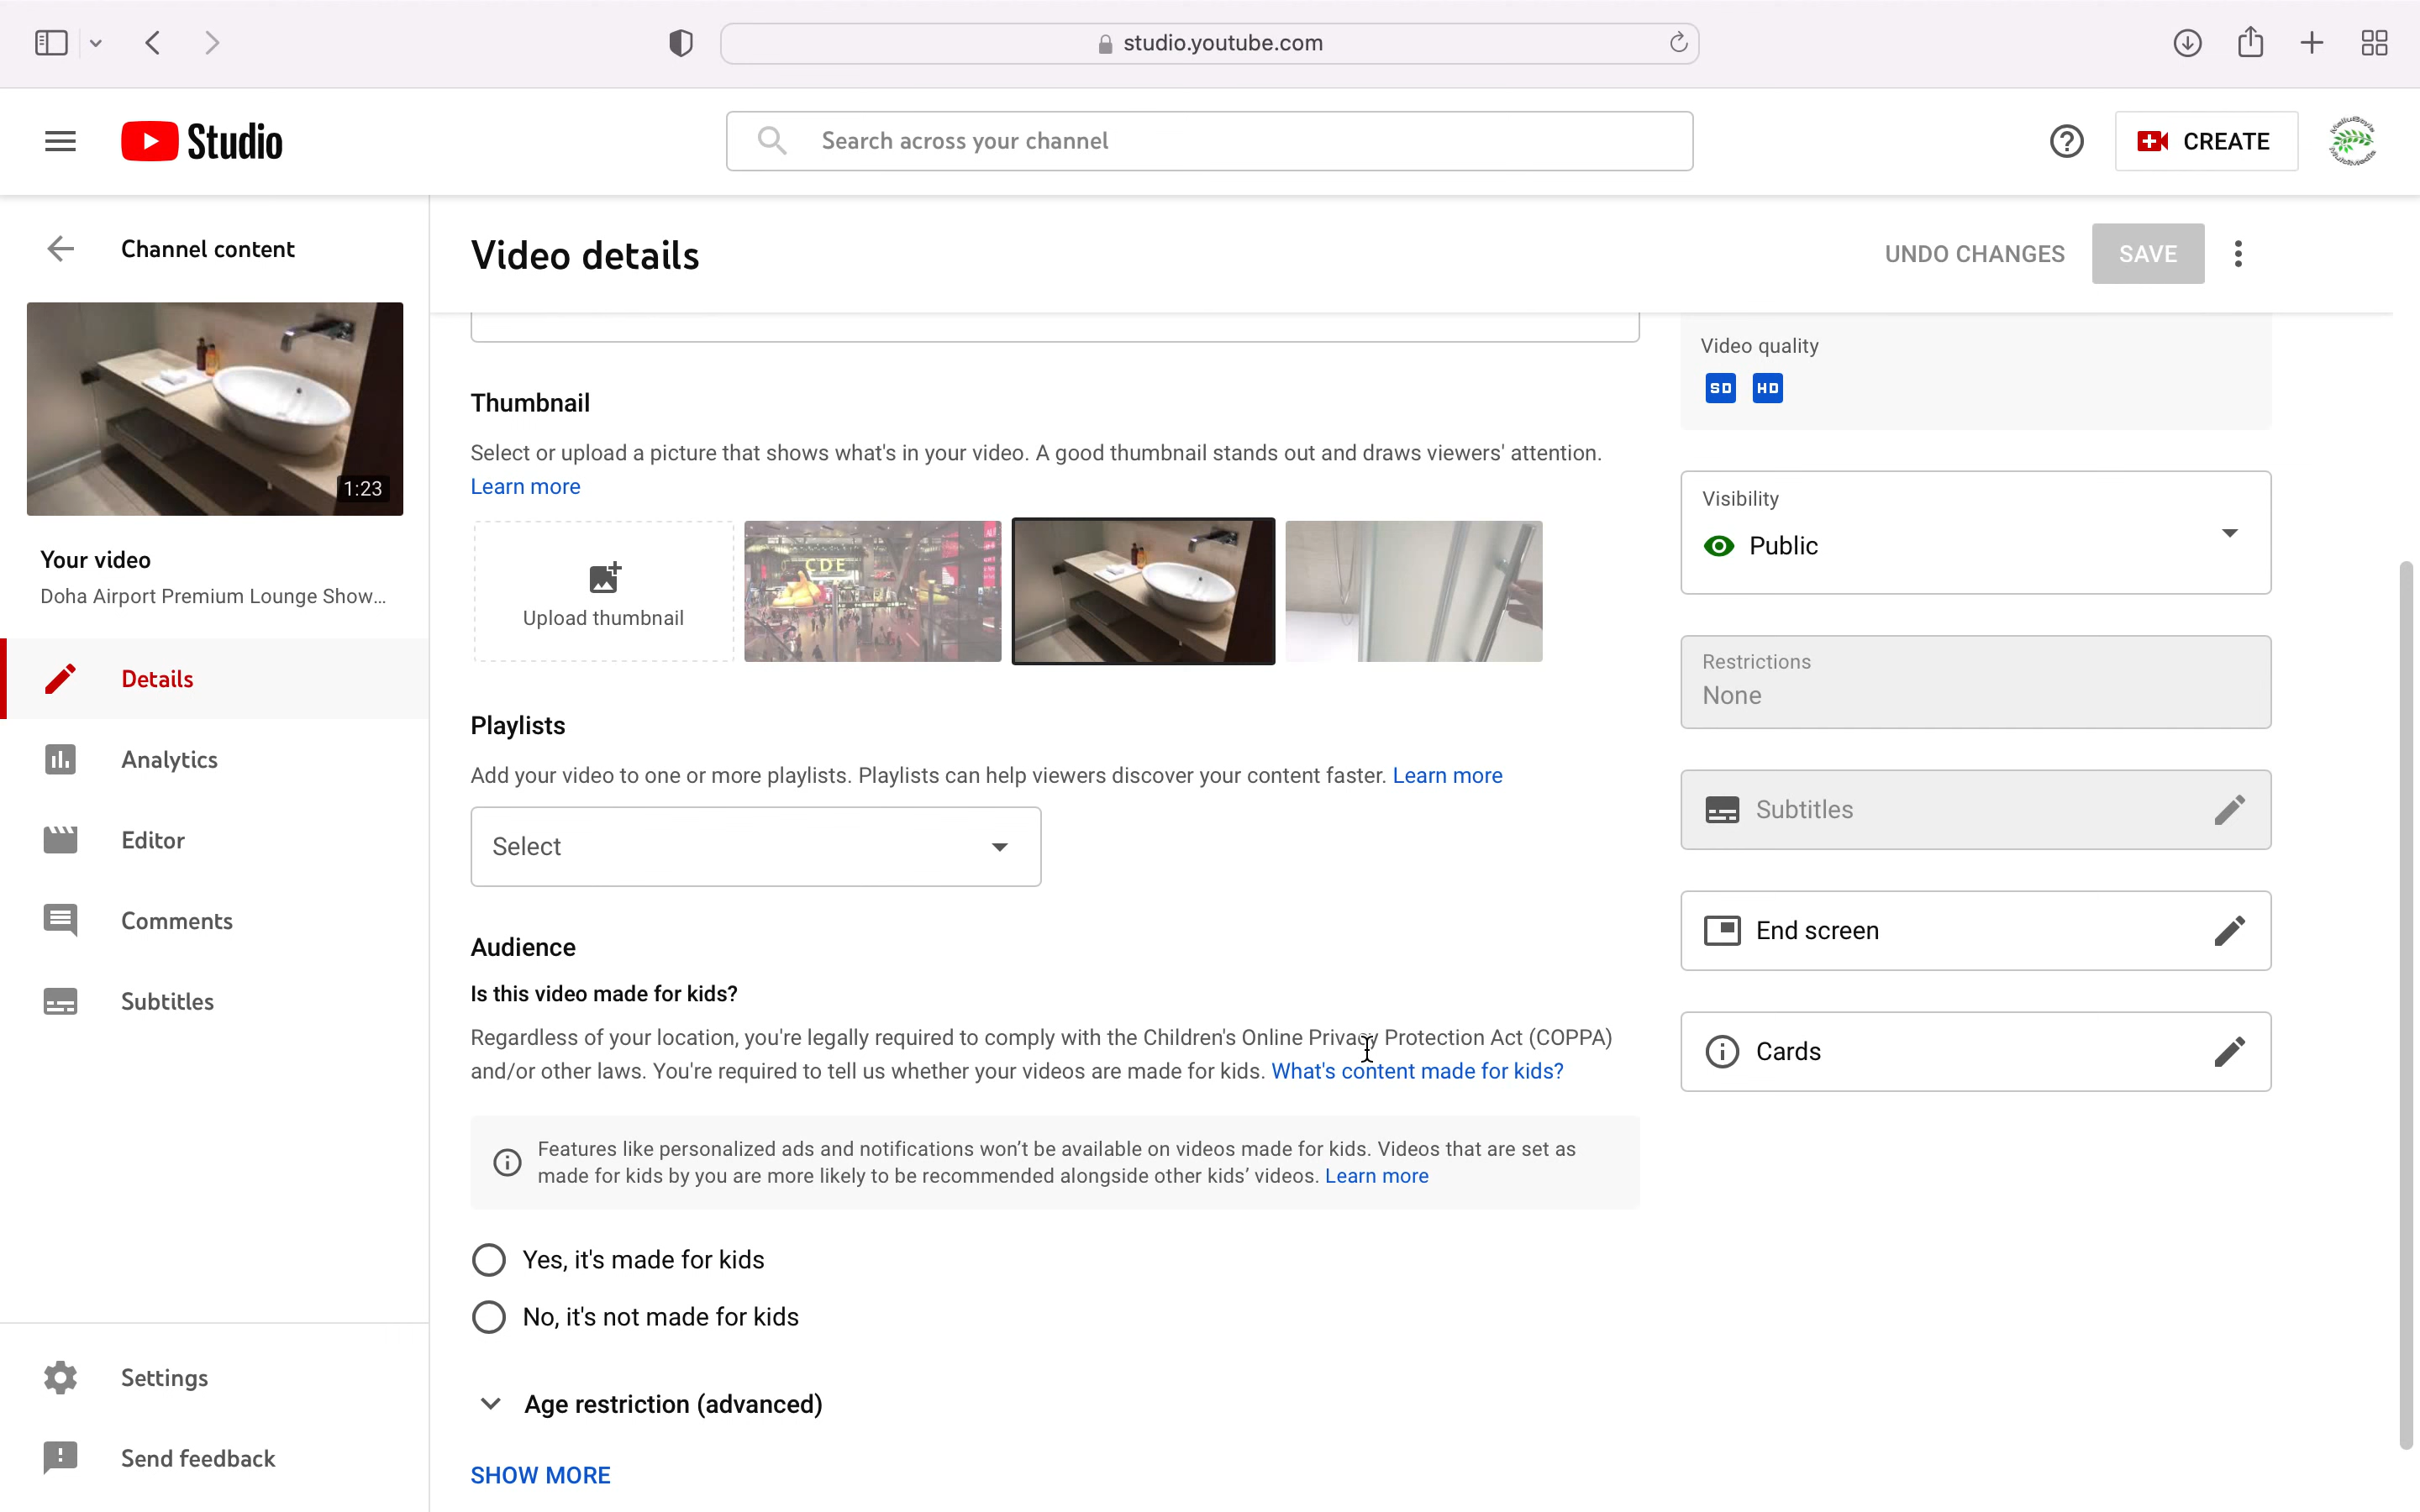 studio.youtube.com
Studio
Search across your channel
CREATE
Channel content
1:23
Your video
Doha Airport Premium Lounge Show...
Details
Analytics
Editor
Comments
Subtitles
Settings
Send feedback
Video details
UNDO CHANGES
SAVE
Thumbnail
Select or upload a picture that shows what's in your video. A good thumbnail stands out and draws viewers' attention.
Learn more
Upload thumbnail
CDE
Playlists
Add your video to one or more playlists. Playlists can help viewers discover your content faster. Learn more
Select
Audience
Is this video made for kids?
Regardless of your location, you're legally required to comply with the Children's Online Privacy Protection Act (COPPA)
and/or other laws. You're required to tell us whether your videos are made for kids. What's content made for kids?
Features like personalized ads and notifications won’t be available on videos made for kids. Videos that are set as
made for kids by you are more likely to be recommended alongside other kids’ videos. Learn more
Yes, it's made for kids
No, it's not made for kids
Age restriction (advanced)
SHOW MORE
Video quality
SD HD
Visibility
Public
Restrictions
None
Subtitles
End screen
Cards